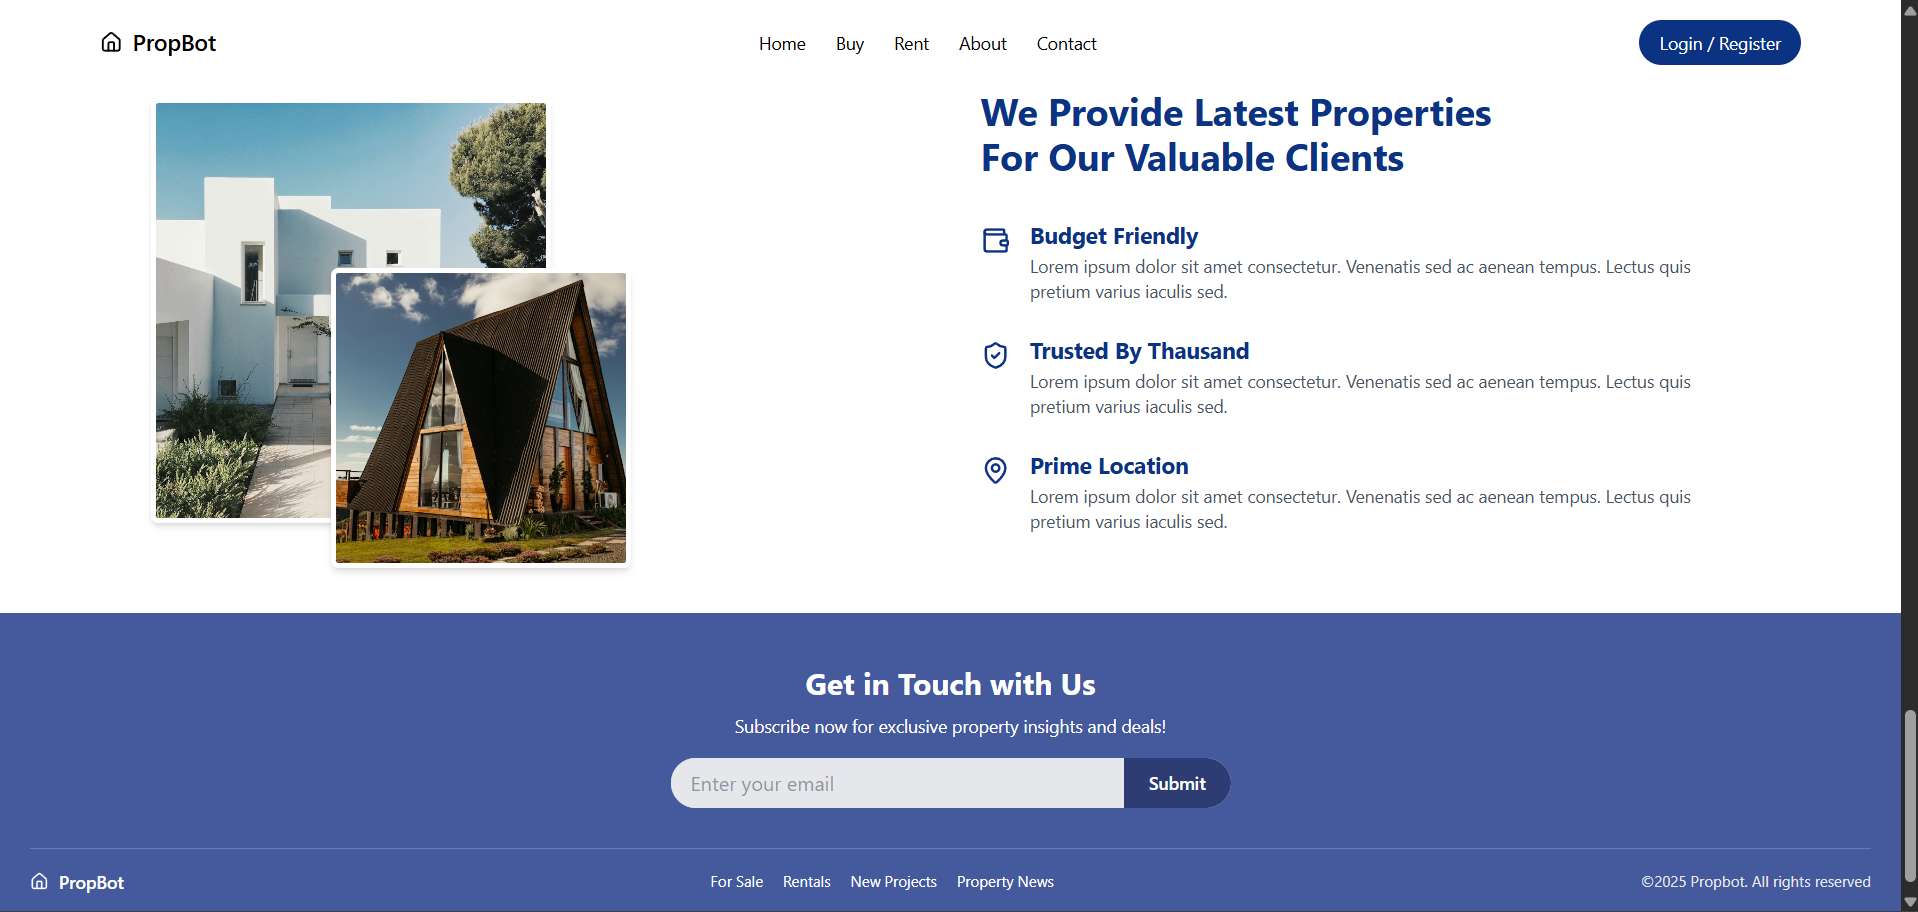 PropBot
Home Buy Rent About Contact
Login / Register
We Provide Latest Properties
For Our Valuable Clients
Budget Friendly
Lorem ipsum dolor sit amet consectetur. Venenatis sed ac aenean tempus. Lectus quis
pretium varius iaculis sed.
Trusted By Thausand
Lorem ipsum dolor sit amet consectetur. Venenatis sed ac aenean tempus. Lectus quis
pretium varius iaculis sed.
Prime Location
Lorem ipsum dolor sit amet consectetur. Venenatis sed ac aenean tempus. Lectus quis
pretium varius iaculis sed.
Get in Touch with Us
Subscribe now for exclusive property insights and deals!
Enter your email
Submit
PropBot
For Sale Rentals New Projects Property News
©2025 Propbot. All rights reserved